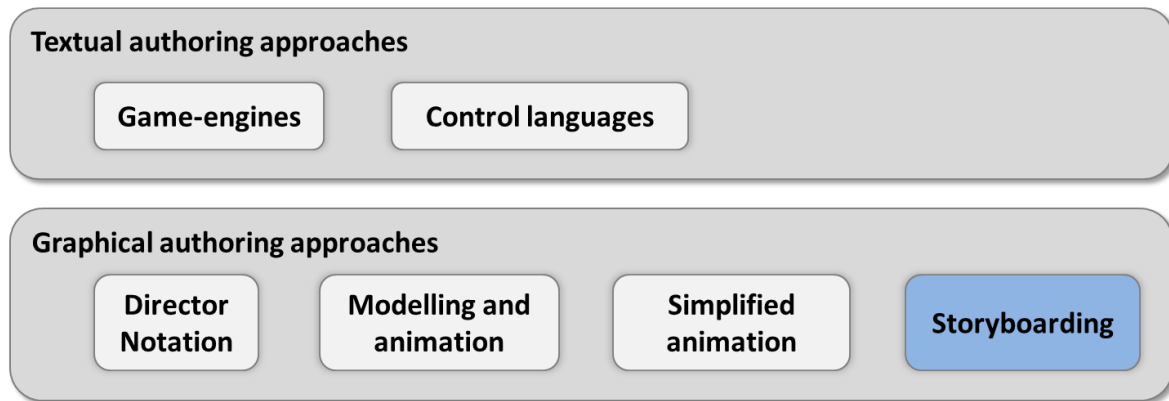 Textual authoring approaches
Game-engines
Control languages
Graphical authoring approaches
Director
Notation
Modelling and
animation
Simplified
animation
Storyboarding